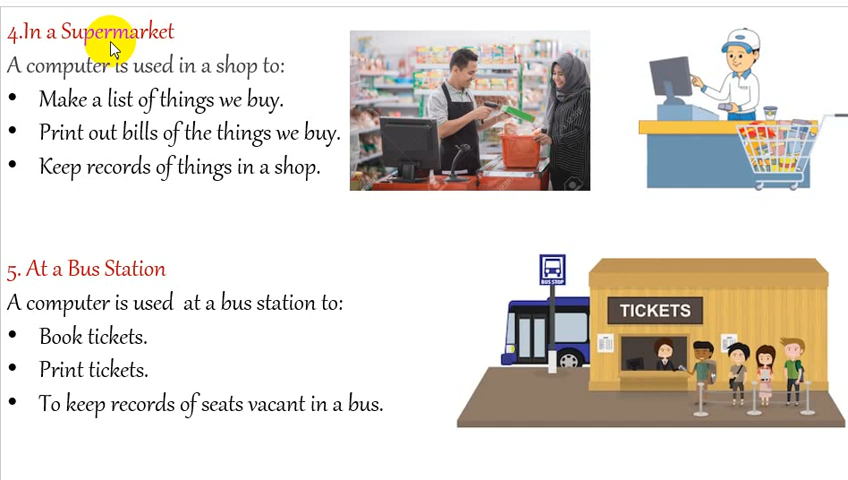 4.In a Supermarket
A computer is used in a shop to:
• Make a list of things we buy.
• Print out bills of the things we buy.
• Keep records of things in a shop.
5. At a Bus Station
A computer is used at a bus station to:
• Book tickets.
• Print tickets.
• To keep records of seats vacant in a bus.
BUS STOP
TICKETS